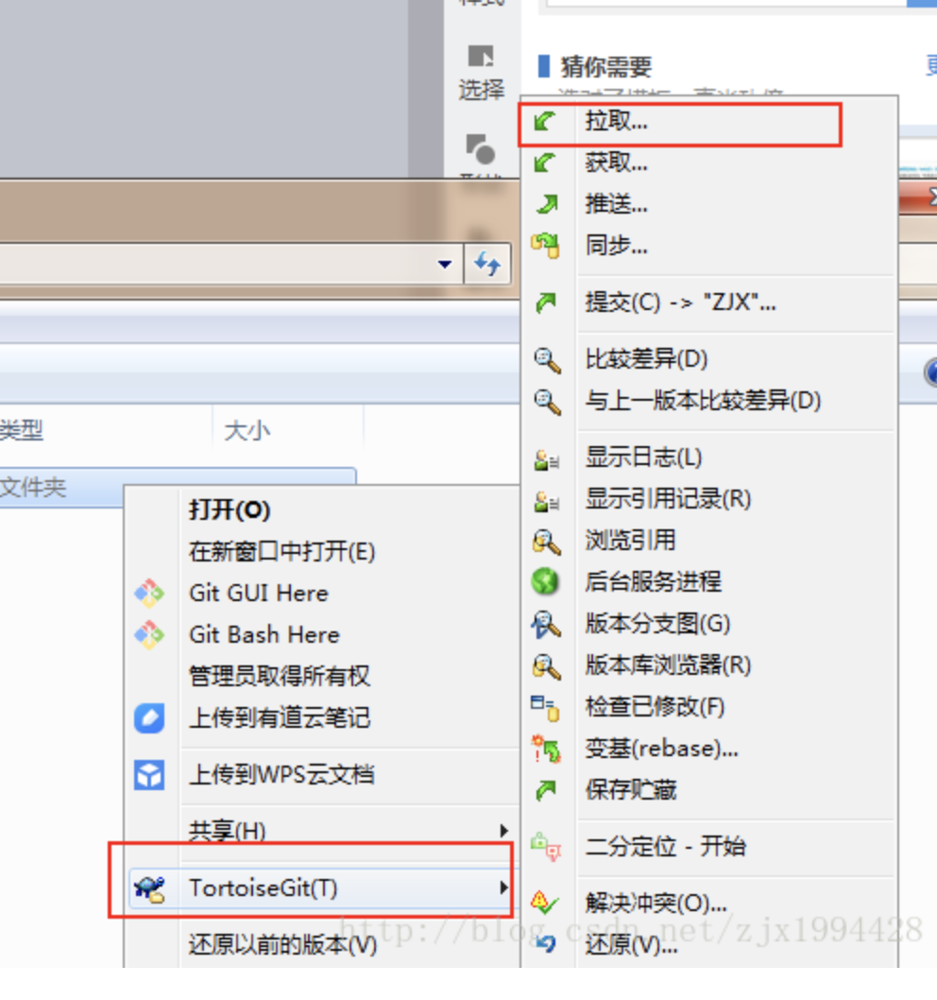 选择
猜你需要
拉取...
获取...
推送...
同步...
提交(C) -> "ZJX"...
比较差异(D)
与上一版本比较差异(D)
类型
大小
显示日志(L)
文件夹
显示引用记录(R)
打开(O)
浏览引用
在新窗口中打开(E)
后台服务进程
Git GUI Here
版本分支图(G)
Git Bash Here
版本库浏览器(R)
管理员取得所有权
检查已修改(F)
上传到有道云笔记
变基(rebase)...
上传到WPS云文档
保存贮藏
共享(H)
二分定位 - 开始
TortoiseGit(T)
解决冲突(O)...
还原以前的版本(V)
还原(V)...
http://blog.csdn.net/zjx1994428